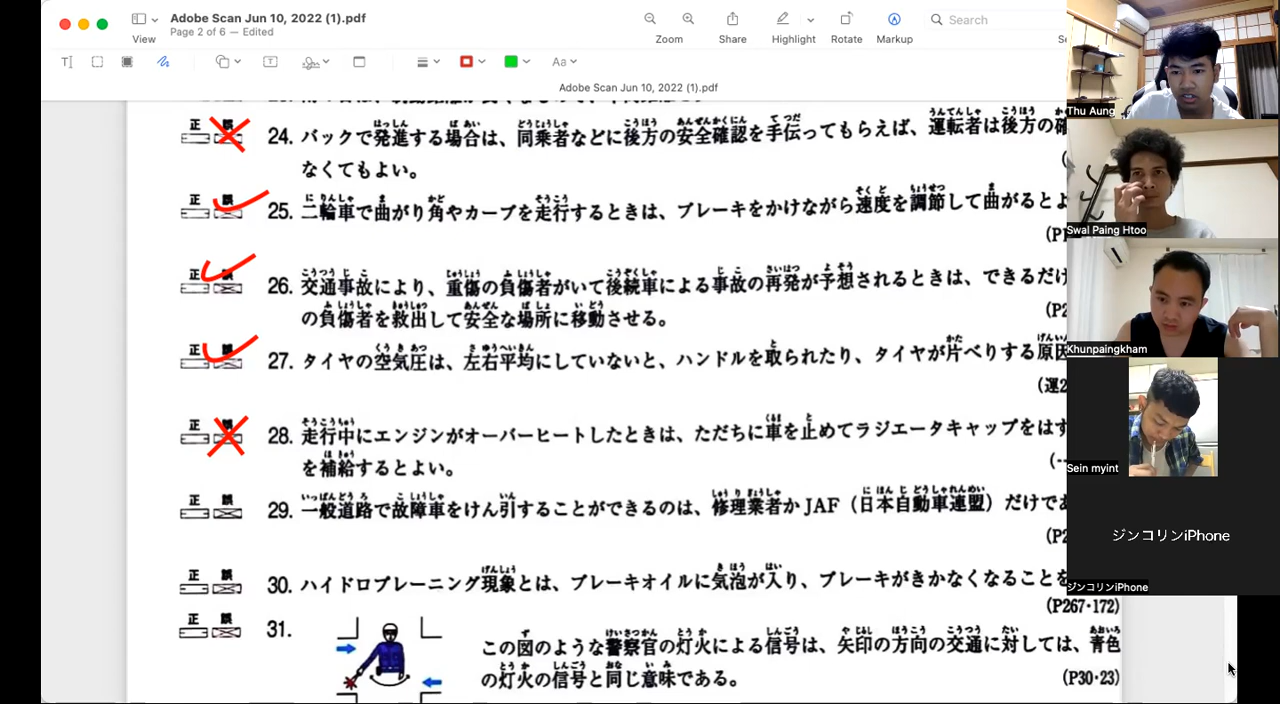 Adobe Scan Jun 10, 2022 (1).pdf
Page 2 of 6 — Edited
View
Zoom
Share
Highlight
Rotate
Markup
Search
Adobe Scan Jun 10, 2022 (1).pdf
正 誤 24. バックで発進する場合は、同乗者などに後方の安全確認を手伝ってもらえば、運転者は後方の確
なくてもよい。
正 誤 25. 二輪車で曲がり角やカーブを走行するときは、ブレーキをかけながら速度を調節して曲がるとよ
正 誤 26. 交通事故により、重傷の負傷者がいて後続車による事故の再発が予想されるときは、できるだけ
の負傷者を救出して安全な場所に移動させる。
正 誤 27. タイヤの空気圧は、左右平均にしていないと、ハンドルを取られたり、タイヤが片べりする原因
正 誤 28. 走行中にエンジンがオーバーヒートしたときは、ただちに車を止めてラジエータキャップをはず
を補給するとよい。
正 誤 29. 一般道路で故障車をけん引することができるのは、修理業者かJAF（日本自動車連盟）だけであ
正 誤 30. ハイドロプレーニング現象とは、ブレーキオイルに気泡が入り、ブレーキがきかなくなることを
(P267・172)
正 誤 31. この図のような警察官の灯火による信号は、矢印の方向の交通に対しては、青色
の灯火の信号と同じ意味である。 (P30・23)
Thu Aung
Swal Paing Htoo
Khunpaingkham
Sein myint
ジンコリンiPhone
ジンコリンiPhone